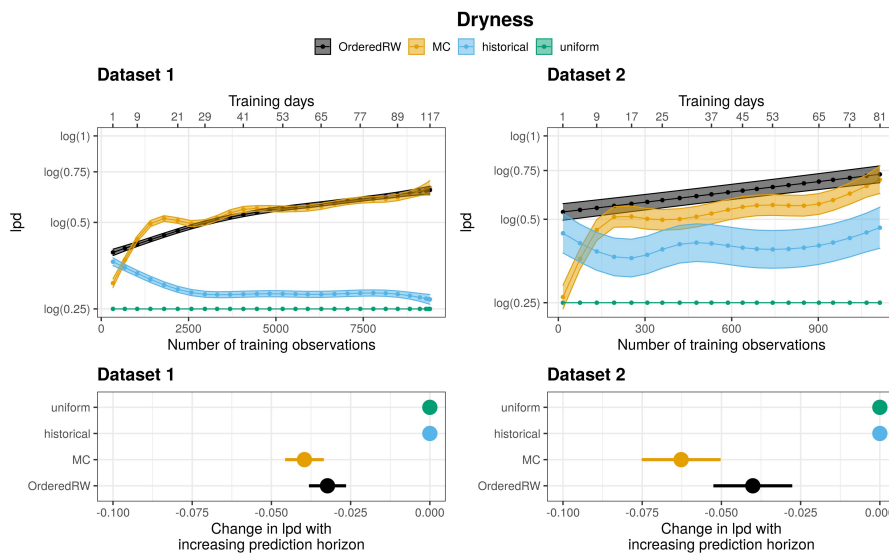 Dryness
OrderedRW MC historical uniform
Dataset 1
Training days
1 9 21 29 41 53 65 77 89 117
log(1)
log(0.75)
log(0.5)
log(0.25)
lpd
0 2500 5000 7500
Number of training observations
Dataset 2
Training days
1 9 17 25 37 45 53 65 73 81
log(1)
log(0.75)
log(0.5)
log(0.25)
lpd
0 300 600 900
Number of training observations
Dataset 1
uniform
historical
MC
OrderedRW
-0.100 -0.075 -0.050 -0.025 0.000
Change in lpd with
increasing prediction horizon
Dataset 2
uniform
historical
MC
OrderedRW
-0.100 -0.075 -0.050 -0.025 0.000
Change in lpd with
increasing prediction horizon